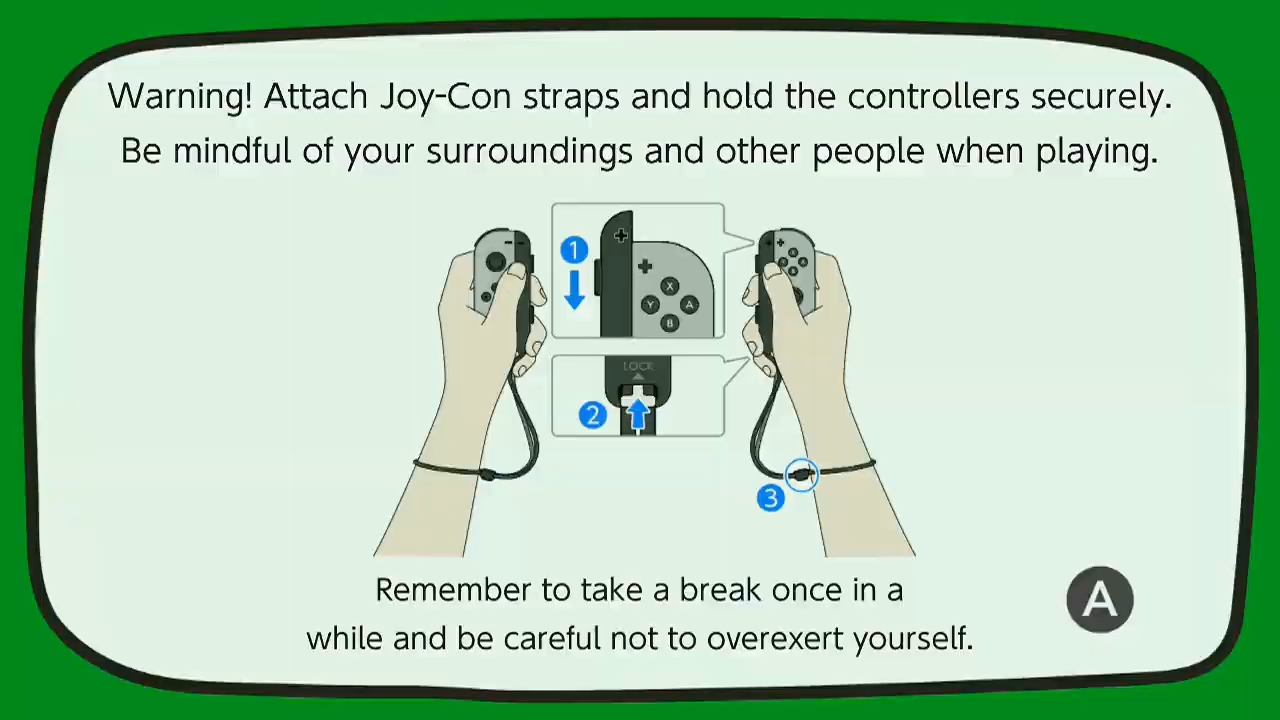 Warning! Attach Joy-Con straps and hold the controllers securely.
Be mindful of your surroundings and other people when playing.
1
X
Y A
B
LOCK
2
3
Remember to take a break once in a
while and be careful not to overexert yourself.
A